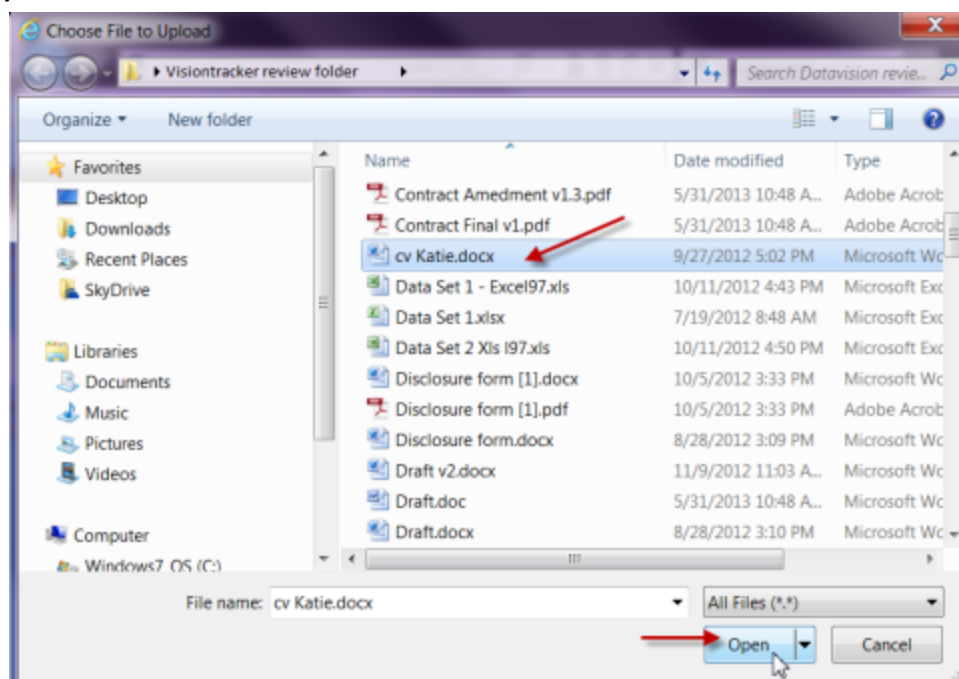 Choose File to Upload
Visiontracker review folder
Search Datavision revie...
Organize New folder
Name Date modified Type
Favorites
Desktop
Downloads
Recent Places
SkyDrive
Libraries
Documents
Music
Pictures
Videos
Computer
Windows7_OS (C:)
Contract Amedment v1.3.pdf 5/31/2013 10:48 A... Adobe Acrob
Contract Final v1.pdf 5/31/2013 10:48 A... Adobe Acrob
cv Katie.docx 9/27/2012 5:02 PM Microsoft Wo
Data Set 1 - Excel97.xls 10/11/2012 4:43 PM Microsoft Exc
Data Set 1.xlsx 7/19/2012 8:48 AM Microsoft Exc
Data Set 2 Xls l97.xls 10/11/2012 4:50 PM Microsoft Exc
Disclosure form [1].docx 10/5/2012 3:33 PM Microsoft Wo
Disclosure form [1].pdf 10/5/2012 3:33 PM Adobe Acrob
Disclosure form.docx 8/28/2012 3:09 PM Microsoft Wo
Draft v2.docx 11/9/2012 11:03 A... Microsoft Wo
Draft.doc 5/31/2013 10:48 A... Microsoft Wo
Draft.docx 8/28/2012 3:10 PM Microsoft Wo
File name: cv Katie.docx All Files (*.*)
Open Cancel